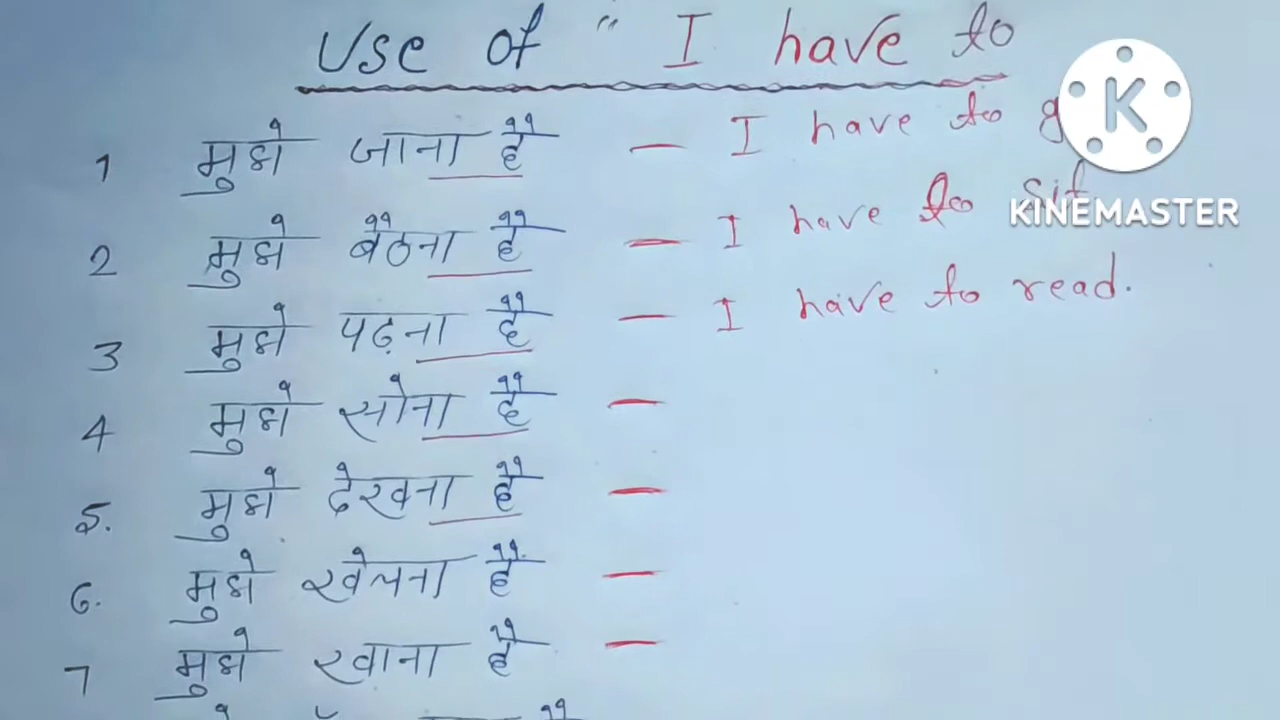 Use of " I have to
1 मुझे जाना है — I have to
2 मुझे बैठना है — I have to sit
3 मुझे पढ़ना है — I have to read.
4 मुझे सोना है —
5. मुझे देखना है —
6. मुझे खेलना है —
7 मुझे खाना है —
KINEMASTER